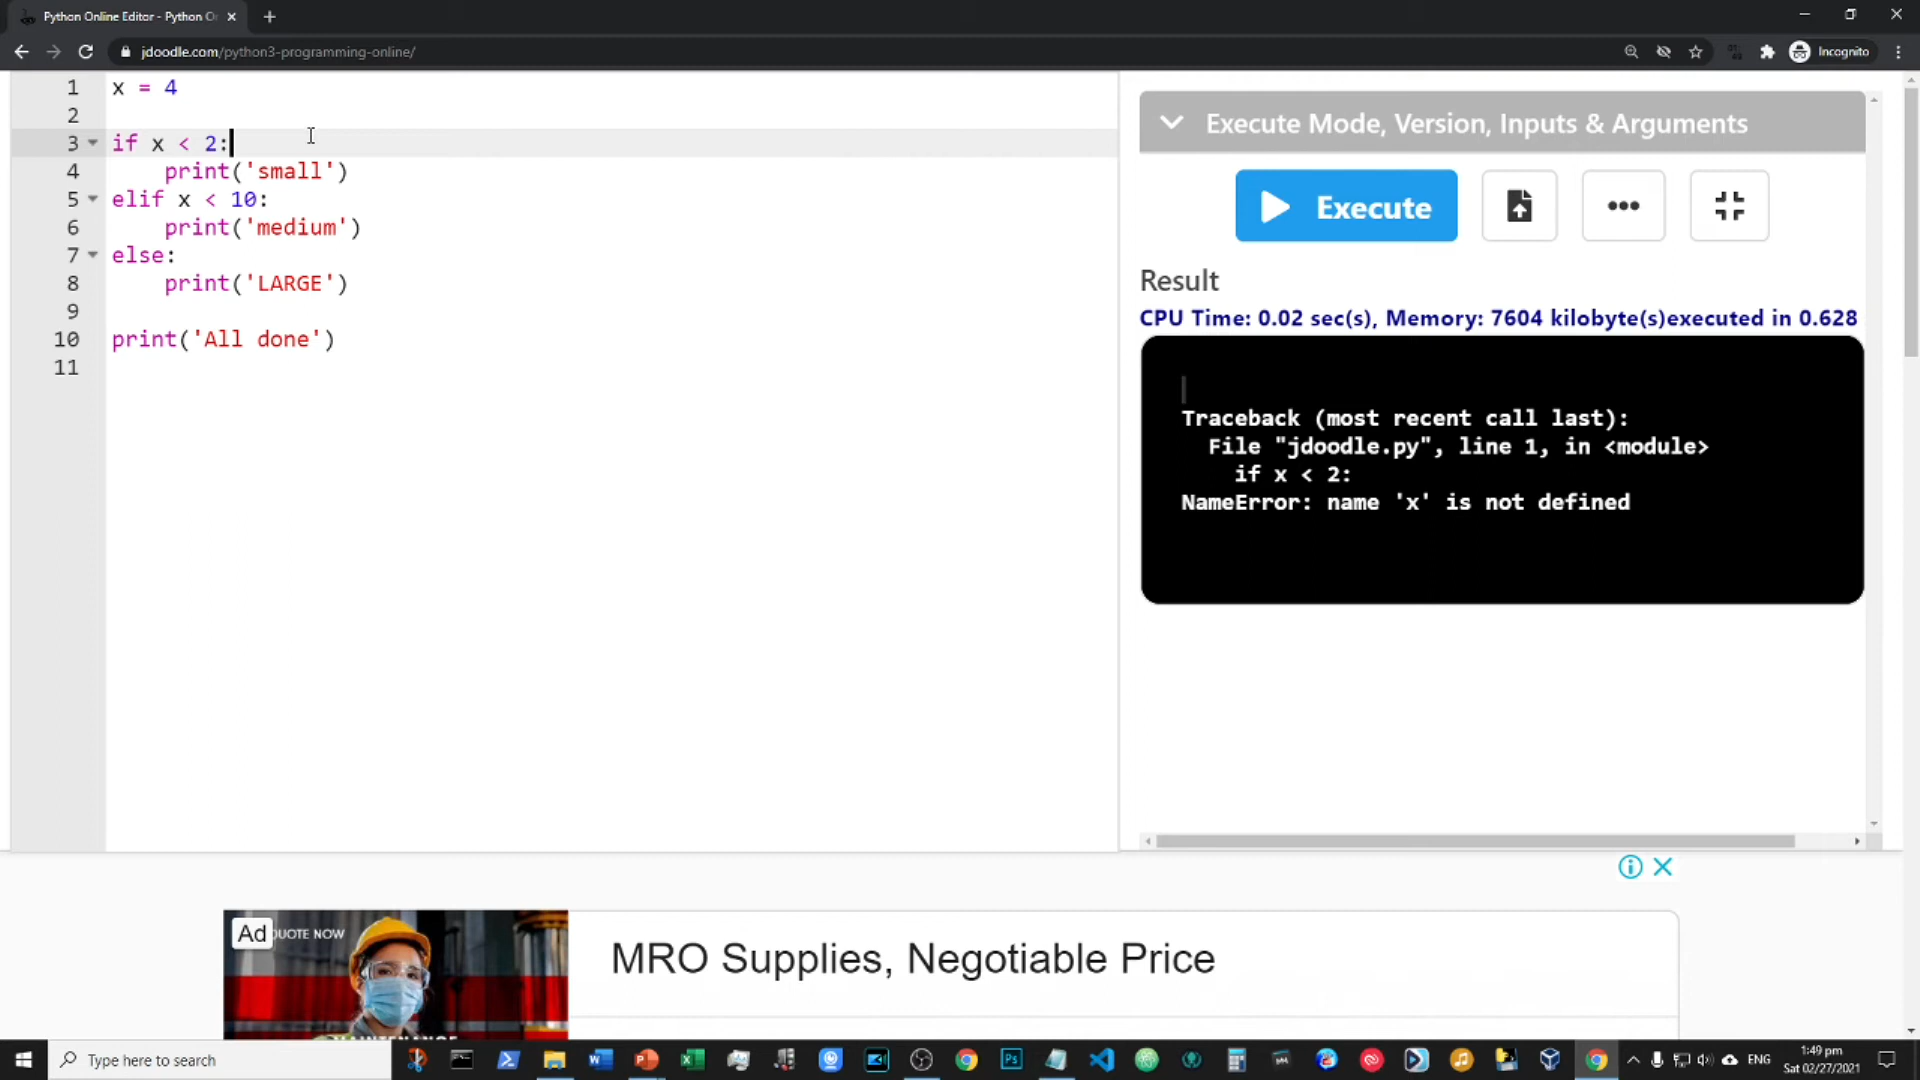 Python Online Editor - Python O
jdoodle.com/python3-programming-online/
Incognito
1 x = 4
2
3 if x < 2:
4 print('small')
5 elif x < 10:
6 print('medium')
7 else:
8 print('LARGE')
9
10 print('All done')
11
Execute Mode, Version, Inputs & Arguments
Execute
Result
CPU Time: 0.02 sec(s), Memory: 7604 kilobyte(s)executed in 0.628
Traceback (most recent call last):
File "jdoodle.py", line 1, in <module>
if x < 2:
NameError: name 'x' is not defined
Ad
QUOTE NOW
MRO Supplies, Negotiable Price
Type here to search
ENG
1:49 pm
Sat 02/27/2021